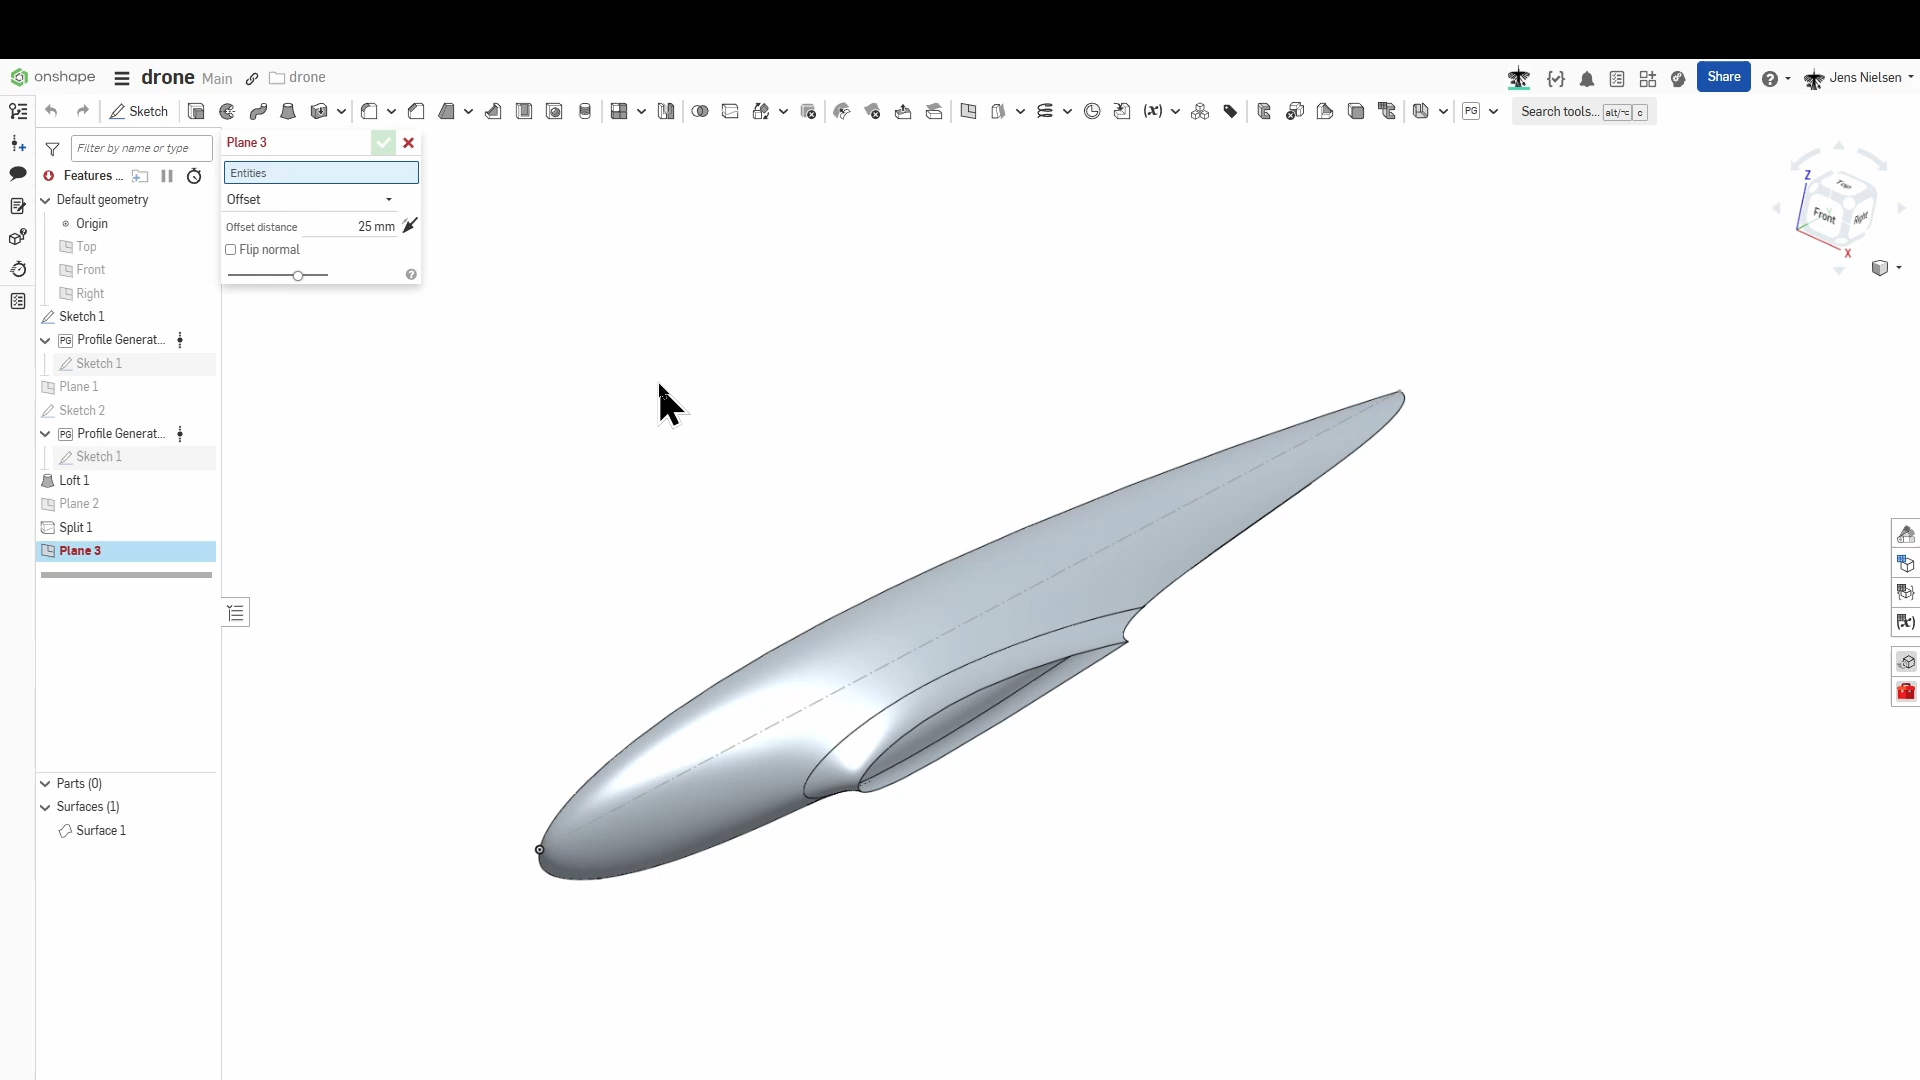 onshape drone Main drone Share Jens Nielsen
Sketch (x) PG Search tools... alt/⌥ c
Filter by name or type
Features ...
Default geometry
Origin
Top
Front
Right
Sketch 1
PG Profile Generat...
Sketch 1
Plane 1
Sketch 2
PG Profile Generat...
Sketch 1
Loft 1
Plane 2
Split 1
Plane 3
Parts (0)
Surfaces (1)
Surface 1
Plane 3
Entities
Offset
Offset distance 25 mm
Flip normal
Z
Top
Front
Right
X
(x)